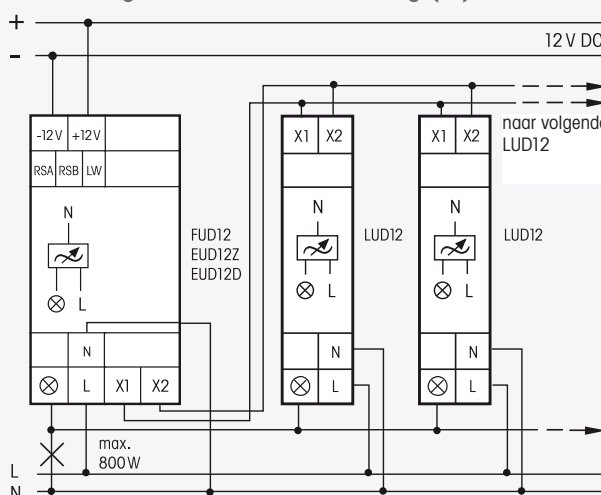 +
-
12 V DC
-12V +12V
RSA RSB LW
N
L
N
L X1 X2
FUD12
EUD12Z
EUD12D
X1 X2
N
L
N
L
LUD12
X1 X2
N
L
N
L
LUD12
naar volgende
LUD12
max.
800W
L
N